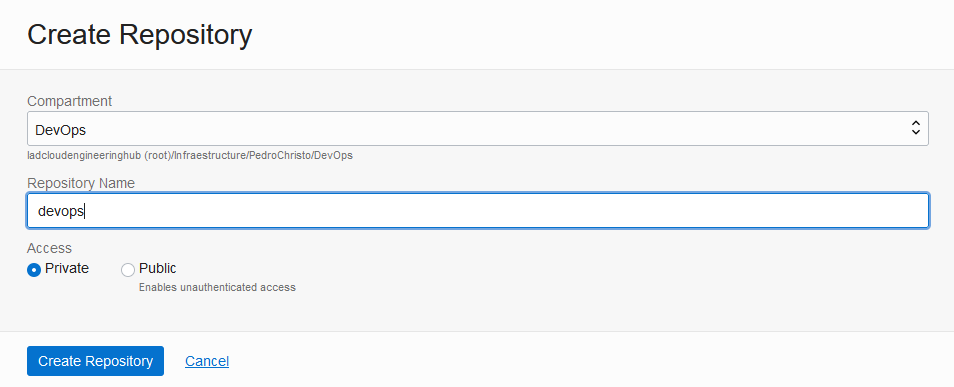 Create Repository
Compartment
DevOps
ladcloudengineeringhub (root)/Infraestructure/PedroChristo/DevOps
Repository Name
devops
Access
Private Public
Enables unauthenticated access
Create Repository Cancel